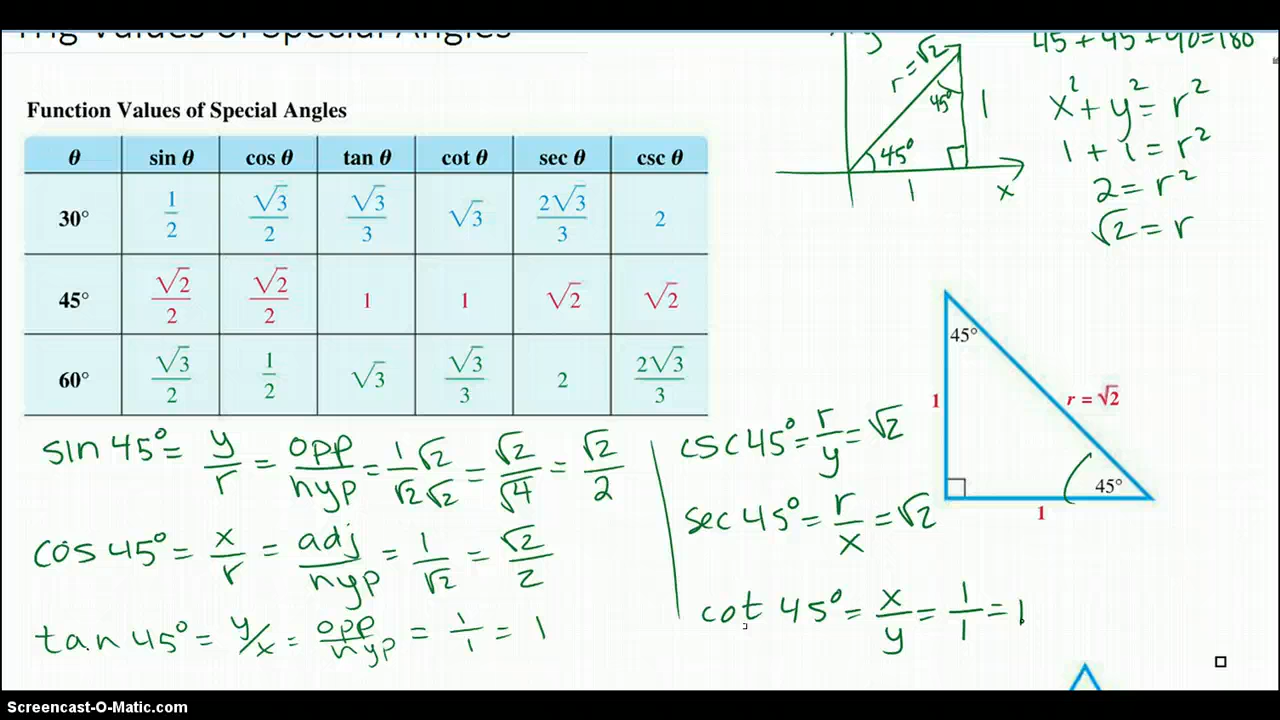 Trig Values of Special Angles
Function Values of Special Angles
θ sin θ cos θ tan θ cot θ sec θ csc θ
30° 1/2 √3/2 √3/3 √3 2√3/3 2
45° √2/2 √2/2 1 1 √2 √2
60° √3/2 1/2 √3 √3/3 2 2√3/3
y
r = √2
45°
1
45°
1
x
45 + 45 + 90 = 180
x² + y² = r²
1 + 1 = r²
2 = r²
√2 = r
45°
1
r = √2
45°
1
sin 45° = y/r = opp/hyp = 1√2/√2√2 = √2/√4 = √2/2
cos 45° = x/r = adj/hyp = 1/√2 = √2/2
tan 45° = y/x = opp/hyp = 1/1 = 1
csc 45° = r/y = √2
sec 45° = r/x = √2
cot 45° = x/y = 1/1 = 1
Screencast-O-Matic.com